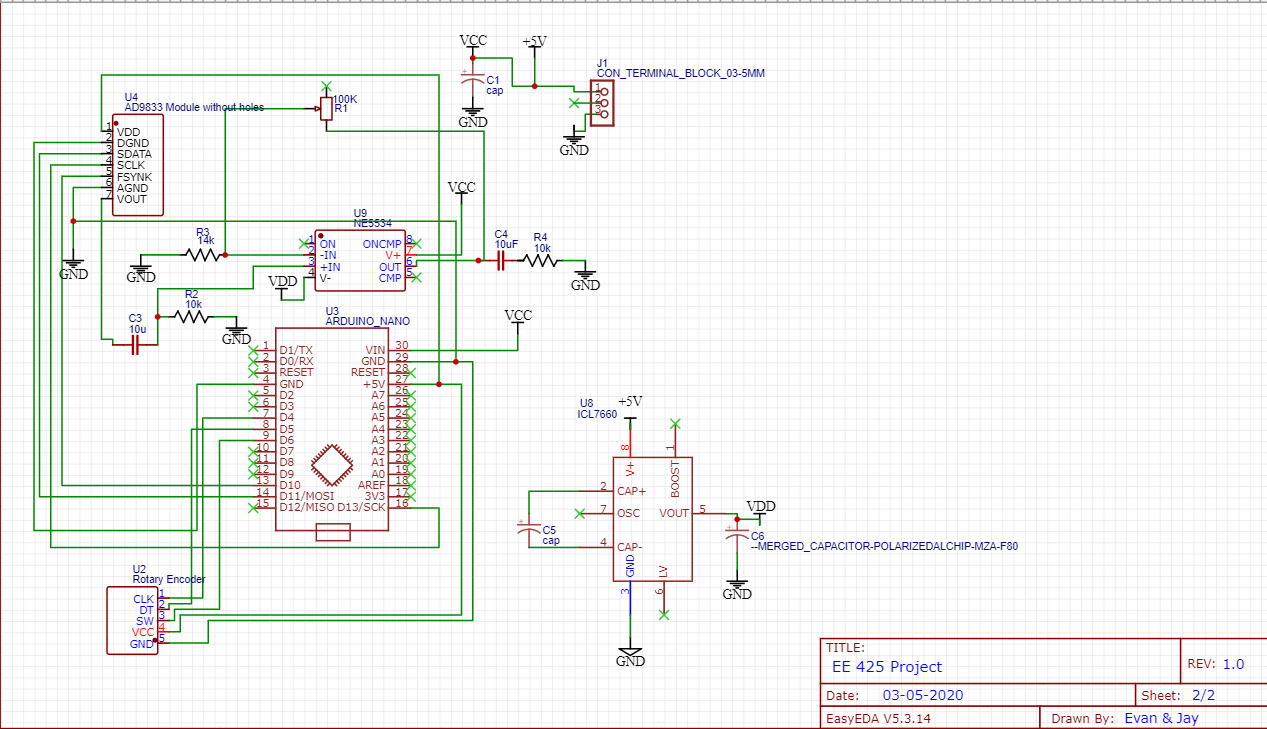 VCC
+5V
J1
CON_TERMINAL_BLOCK_03-5MM
C1
cap
1
2
3
GND
GND
U4
AD9833 Module without holes
100K
R1
1 VDD
2 DGND
3 SDATA
4 SCLK
5 FSYNK
6 AGND
7 VOUT
VCC
U9
NE5534
1 ON ONCMP 8
2 -IN V+ 7
3 +IN OUT 6
4 V- CMP 5
R3
14k
C4
10uF
R4
10k
GND
GND
GND
VDD
R2
10k
C3
10u
GND
U3
ARDUINO_NANO
VCC
1 D1/TX VIN 30
2 D0/RX GND 29
3 RESET RESET 28
4 GND +5V 27
5 D2 A7 26
6 D3 A6 25
7 D4 A5 24
8 D5 A4 23
9 D6 A3 22
10 D7 A2 21
11 D8 A1 20
12 D9 A0 19
13 D10 AREF 18
14 D11/MOSI 3V3 17
15 D12/MISO D13/SCK 16
U2
Rotary Encoder
CLK 1
DT 2
SW 3
VCC 4
GND 5
U8
ICL7660
+5V
8
V+
1
BOOST
2 CAP+
7 OSC
VOUT 5
4 CAP-
GND
3
LV
6
C5
cap
VDD
C6
--MERGED_CAPACITOR-POLARIZEDALCHIP-MZA-F80
GND
GND
TITLE:
EE 425 Project
REV: 1.0
Date: 03-05-2020
Sheet: 2/2
EasyEDA V5.3.14
Drawn By: Evan & Jay